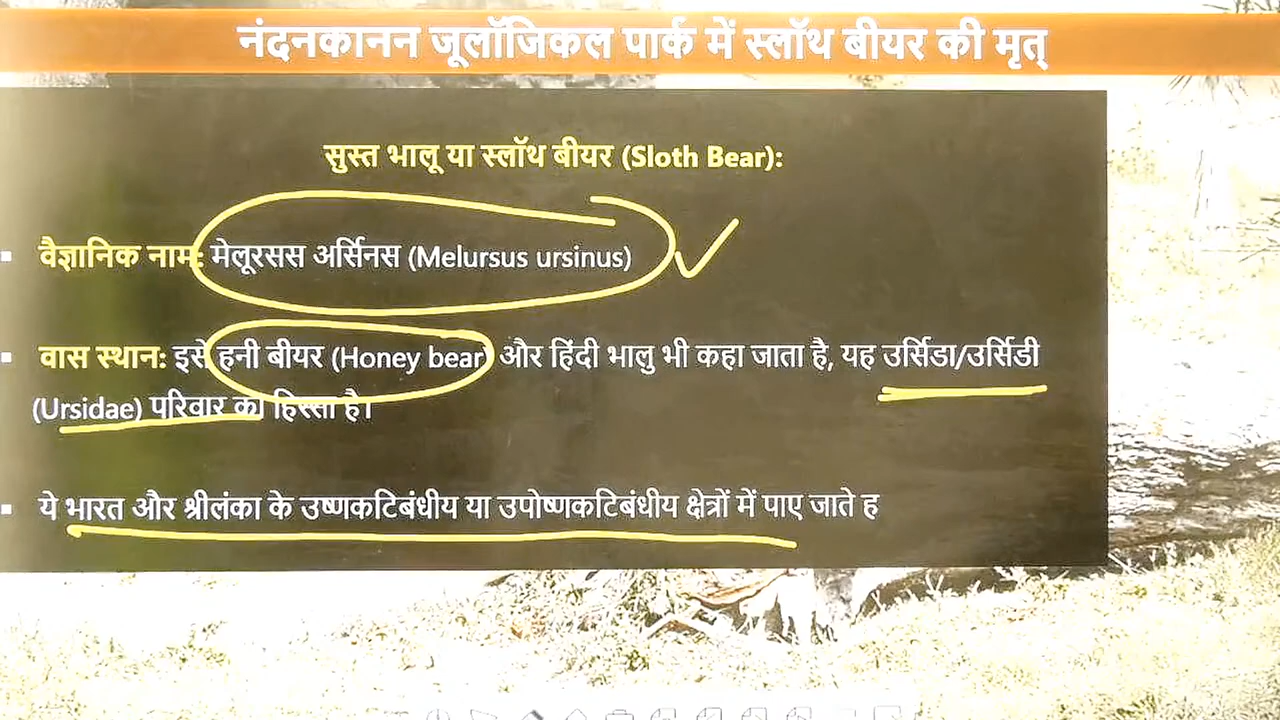 नंदनकानन जूलॉजिकल पार्क में स्लॉथ बीयर की मृत्
सुस्त भालू या स्लॉथ बीयर (Sloth Bear):
वैज्ञानिक नाम: मेलूरसस अर्सिनस (Melursus ursinus)
वास स्थान: इसे हनी बीयर (Honey bear) और हिंदी भालु भी कहा जाता है, यह उर्सिडा/उर्सिडी
(Ursidae) परिवार का हिस्सा है।
ये भारत और श्रीलंका के उष्णकटिबंधीय या उपोष्णकटिबंधीय क्षेत्रों में पाए जाते ह